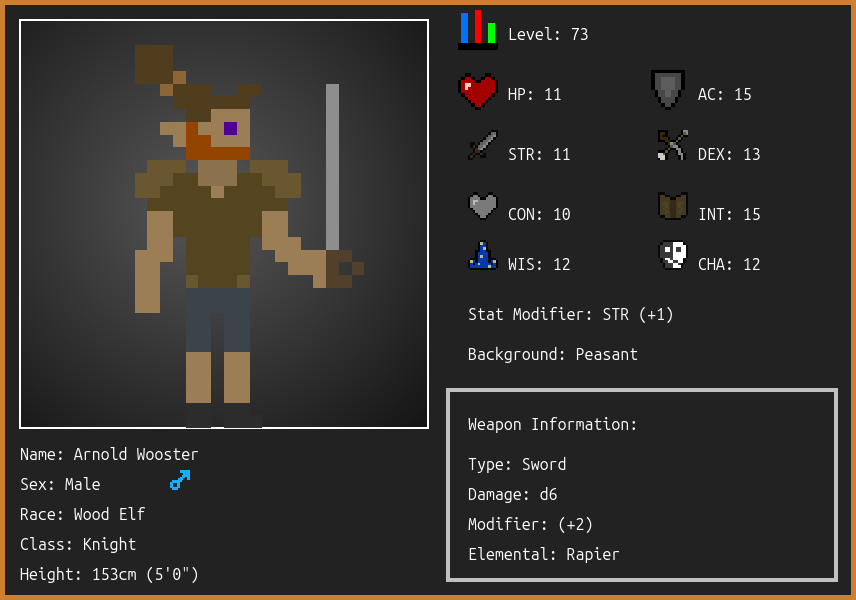 Level: 73
HP: 11
AC: 15
STR: 11
DEX: 13
CON: 10
INT: 15
WIS: 12
CHA: 12
Stat Modifier: STR (+1)
Background: Peasant
Weapon Information:
Type: Sword
Damage: d6
Modifier: (+2)
Elemental: Rapier
Name: Arnold Wooster
Sex: Male
Race: Wood Elf
Class: Knight
Height: 153cm (5'0")